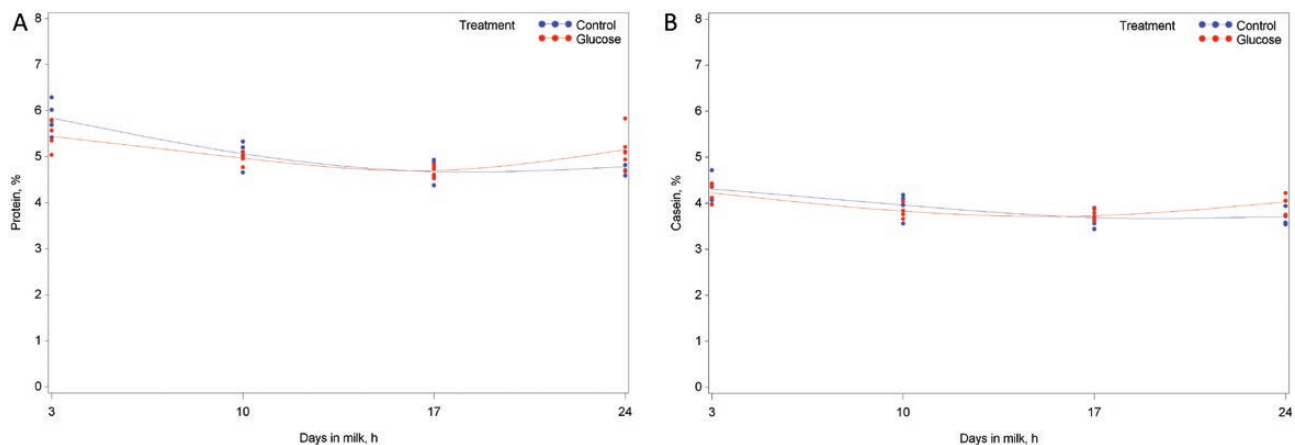 A
Treatment Control
Glucose
8
7
6
5
4
3
2
1
0
Protein, %
3 10 17 24
Days in milk, h
B
Treatment Control
Glucose
8
7
6
5
4
3
2
1
0
Casein, %
3 10 17 24
Days in milk, h